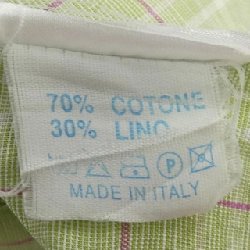 70% COTONE
30% LINO
P
MADE IN ITALY